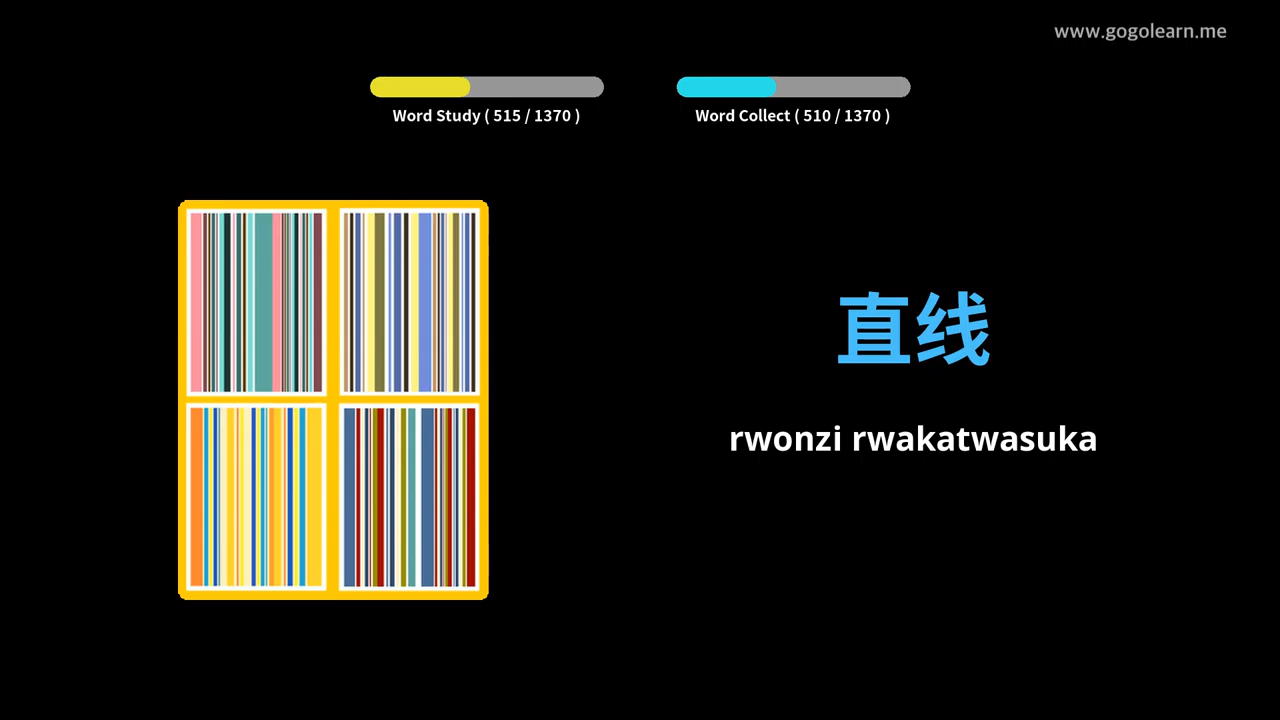 www.gogolearn.me
Word Study ( 515 / 1370 )
Word Collect ( 510 / 1370 )
直线
rwonzi rwakatwasuka